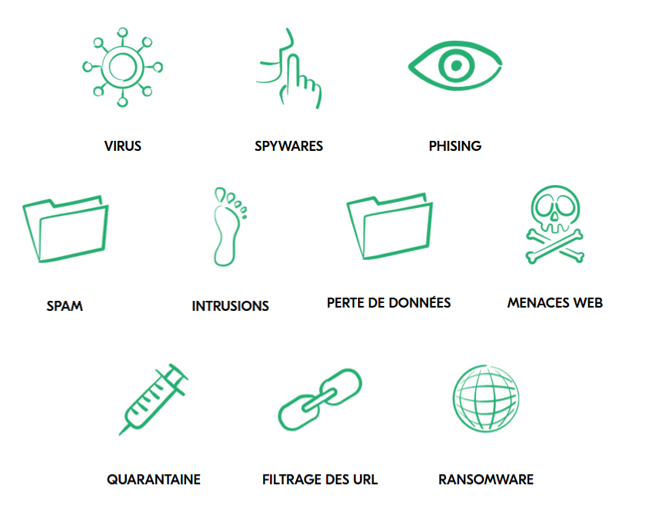 VIRUS
SPYWARES
PHISING
SPAM
INTRUSIONS
PERTE DE DONNÉES
MENACES WEB
QUARANTAINE
FILTRAGE DES URL
RANSOMWARE